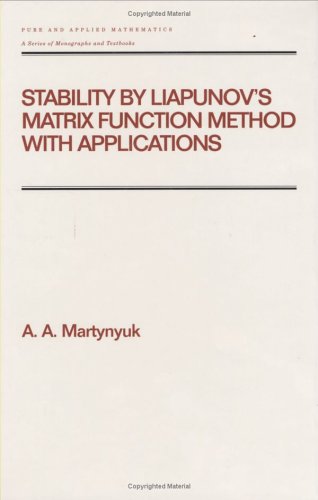 Copyrighted Material
PURE AND APPLIED MATHEMATICS
A Series of Monographs and Textbooks
STABILITY BY LIAPUNOV'S
MATRIX FUNCTION METHOD
WITH APPLICATIONS
A. A. Martynyuk
Copyrighted Material